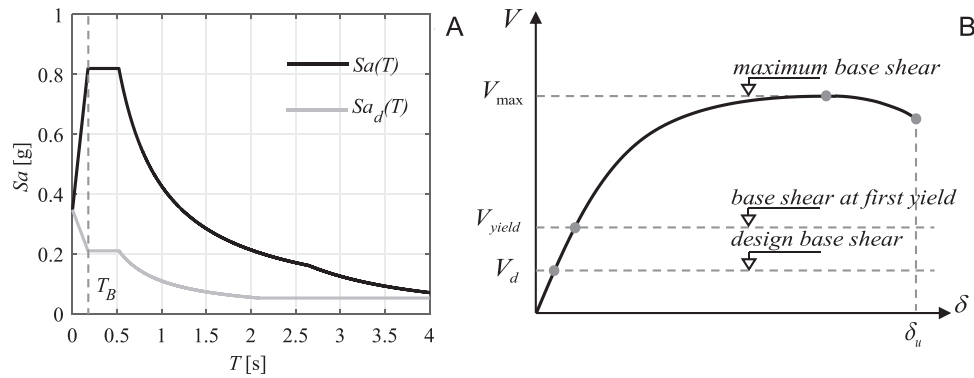 A
1
0.8
0.6
0.4
0.2
0
Sa [g]
Sa(T)
Sa_d(T)
T_B
0 0.5 1 1.5 2 2.5 3 3.5 4
T [s]
B
V
maximum base shear
V_max
base shear at first yield
V_yield
design base shear
V_d
δ
δ_u